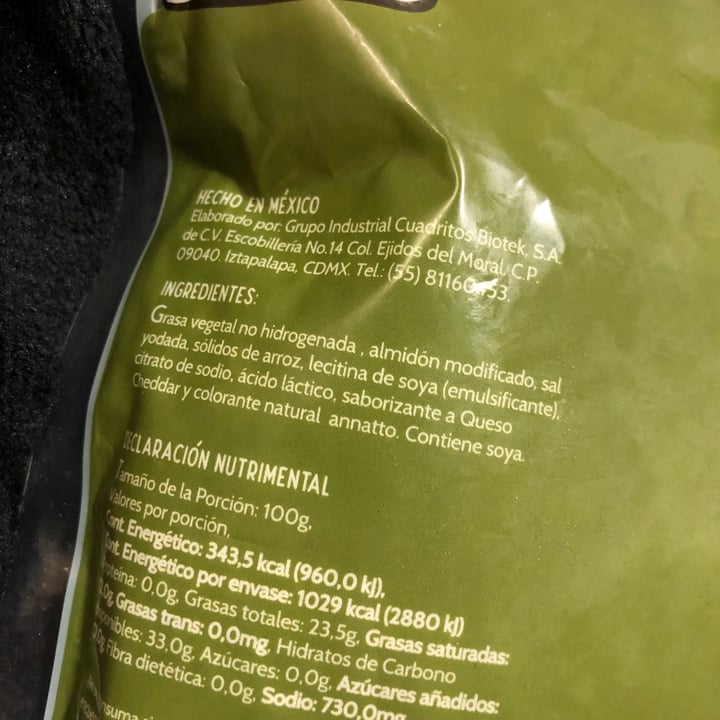 HECHO EN MÉXICO
Elaborado por: Grupo Industrial Cuadritos Biotek, S.A.
de C.V. Escobillería No.14 Col. Ejidos del Moral, C.P.
09040. Iztapalapa, CDMX. Tel.: (55)
INGREDIENTES:
Grasa vegetal no hidrogenada , almidón modificado, sal
yodada, sólidos de arroz, lecitina de soya (emulsificante),
citrato de sodio, ácido láctico, saborizante a Queso
Cheddar y colorante natural annatto. Contiene soya.
DECLARACIÓN NUTRIMENTAL
Tamaño de la Porción: 100g,
Valores por porción,
Cont. Energético: 343,5 kcal (960,0 kJ),
Cont. Energético por envase: 1029 kcal (2880 kJ)
Proteína: 0,0g, Grasas totales: 23,5g, Grasas saturadas:
Grasas trans: 0,0mg, Hidratos de Carbono
disponibles: 33,0g, Azúcares: 0,0g, Azúcares añadidos:
0,0g, Fibra dietética: 0,0g, Sodio: 730,0mg